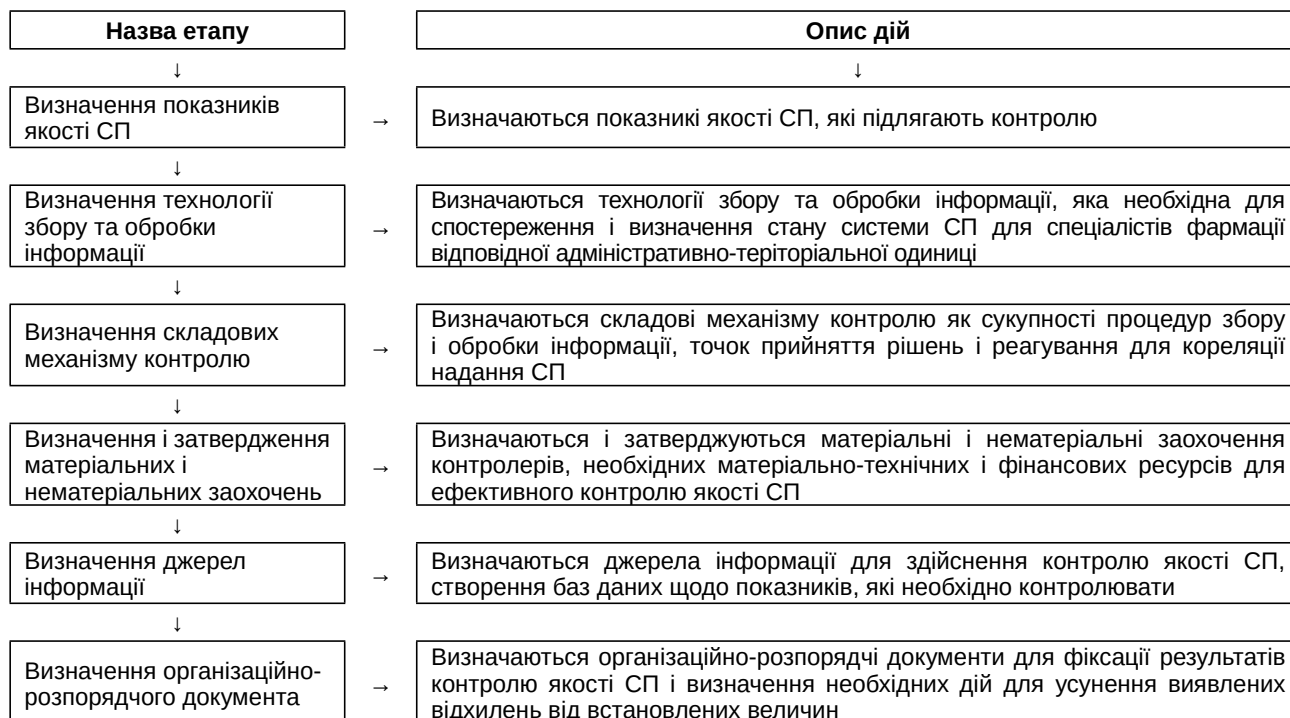 Назва етапу
Опис дій
↓
↓
Визначення показників
якості СП
→
Визначаються показникі якості СП, які підлягають контролю
↓
Визначення технології
збору та обробки
інформації
→
Визначаються технології збору та обробки інформації, яка необхідна для
спостереження і визначення стану системи СП для спеціалістів фармації
відповідної адміністративно-теріторіальної одиниці
↓
Визначення складових
механізму контролю
→
Визначаються складові механізму контролю як сукупності процедур збору
і обробки інформації, точок прийняття рішень і реагування для кореляції
надання СП
↓
Визначення і затвердження
матеріальних і
нематеріальних заохочень
→
Визначаються і затверджуються матеріальні і нематеріальні заохочення
контролерів, необхідних матеріально-технічних і фінансових ресурсів для
ефективного контролю якості СП
↓
Визначення джерел
інформації
→
Визначаються джерела інформації для здійснення контролю якості СП,
створення баз даних щодо показників, які необхідно контролювати
↓
Визначення організаційно-
розпорядчого документа
→
Визначаються організаційно-розпорядчі документи для фіксації результатів
контролю якості СП і визначення необхідних дій для усунення виявлених
відхилень від встановлених величин